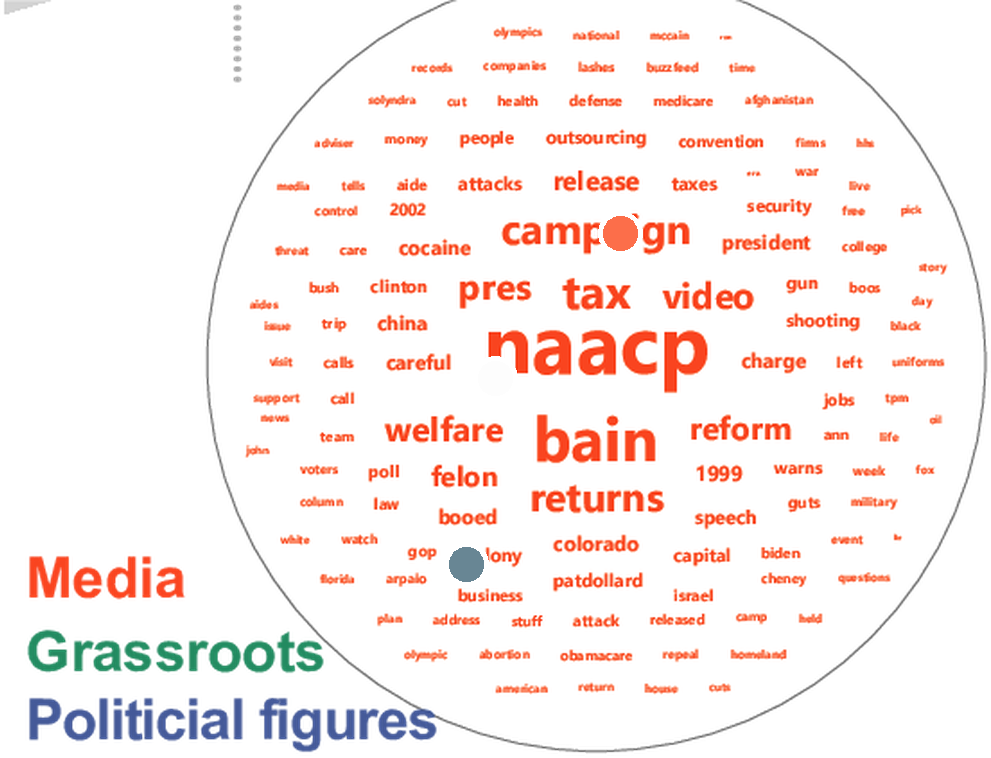 olympics national mccain
records companies lashes buzzfeed time
solyndra cut health defense medicare afghanistan
adviser money people outsourcing convention firms hhs
media tells aide attacks release taxes war live
control 2002 security free pick
threat care cocaine president college
story
bush clinton pres tax video gun boos
aides day
issue trip china shooting black
naacp
visit calls careful charge left uniforms
support call jobs tpm
news oil
team welfare bain reform ann life
john
voters poll felon 1999 warns week fox
column law returns guts military
booed speech
white watch colorado event
gop capital biden
florida arpaio patdollard cheney questions
business israel
plan address stuff attack released camp held
olympic abortion obamacare repeal homeland
american return house cuts
Media
Grassroots
Politicial figures